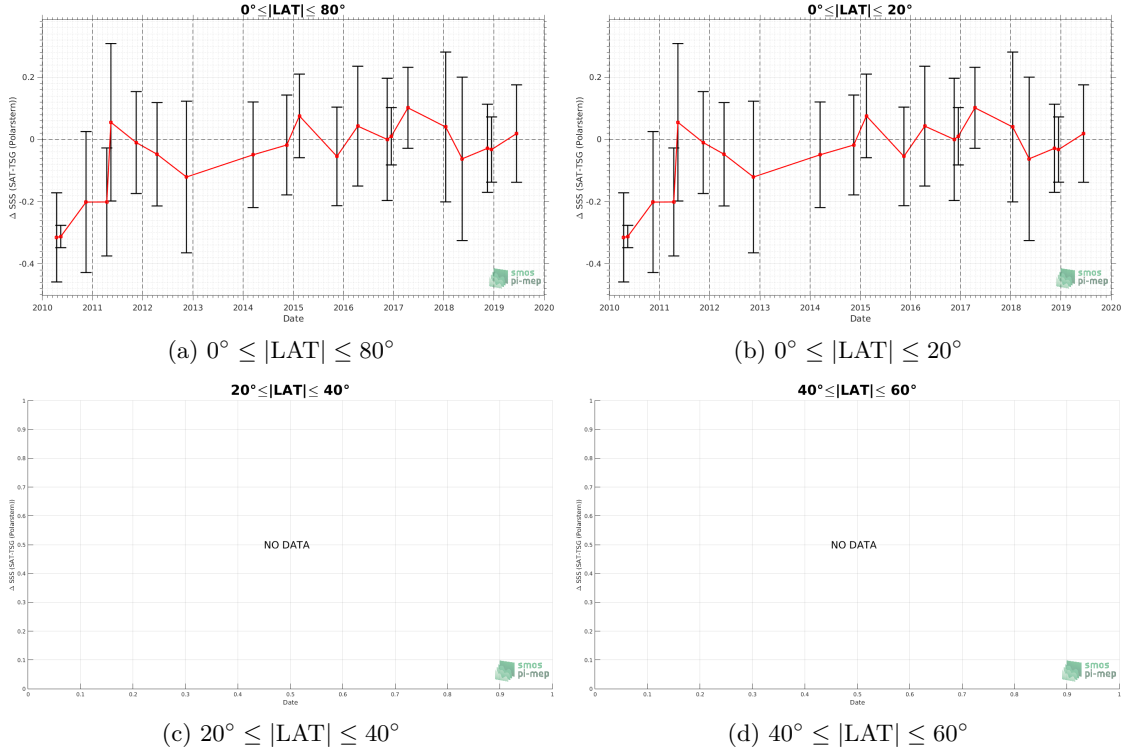 0°≤|LAT|≤ 80°
Δ SSS (SAT-TSG (Polarstern))
0.2
0
-0.2
-0.4
2010 2011 2012 2013 2014 2015 2016 2017 2018 2019 2020
Date
smos
pi-mep
(a) 0° ≤ |LAT| ≤ 80°
0°≤|LAT|≤ 20°
Δ SSS (SAT-TSG (Polarstern))
0.2
0
-0.2
-0.4
2010 2011 2012 2013 2014 2015 2016 2017 2018 2019 2020
Date
smos
pi-mep
(b) 0° ≤ |LAT| ≤ 20°
20°≤|LAT|≤ 40°
Δ SSS (SAT-TSG (Polarstern))
1
0.9
0.8
0.7
0.6
0.5
0.4
0.3
0.2
0.1
0
NO DATA
0 0.1 0.2 0.3 0.4 0.5 0.6 0.7 0.8 0.9 1
Date
smos
pi-mep
(c) 20° ≤ |LAT| ≤ 40°
40°≤|LAT|≤ 60°
Δ SSS (SAT-TSG (Polarstern))
1
0.9
0.8
0.7
0.6
0.5
0.4
0.3
0.2
0.1
0
NO DATA
0 0.1 0.2 0.3 0.4 0.5 0.6 0.7 0.8 0.9 1
Date
smos
pi-mep
(d) 40° ≤ |LAT| ≤ 60°